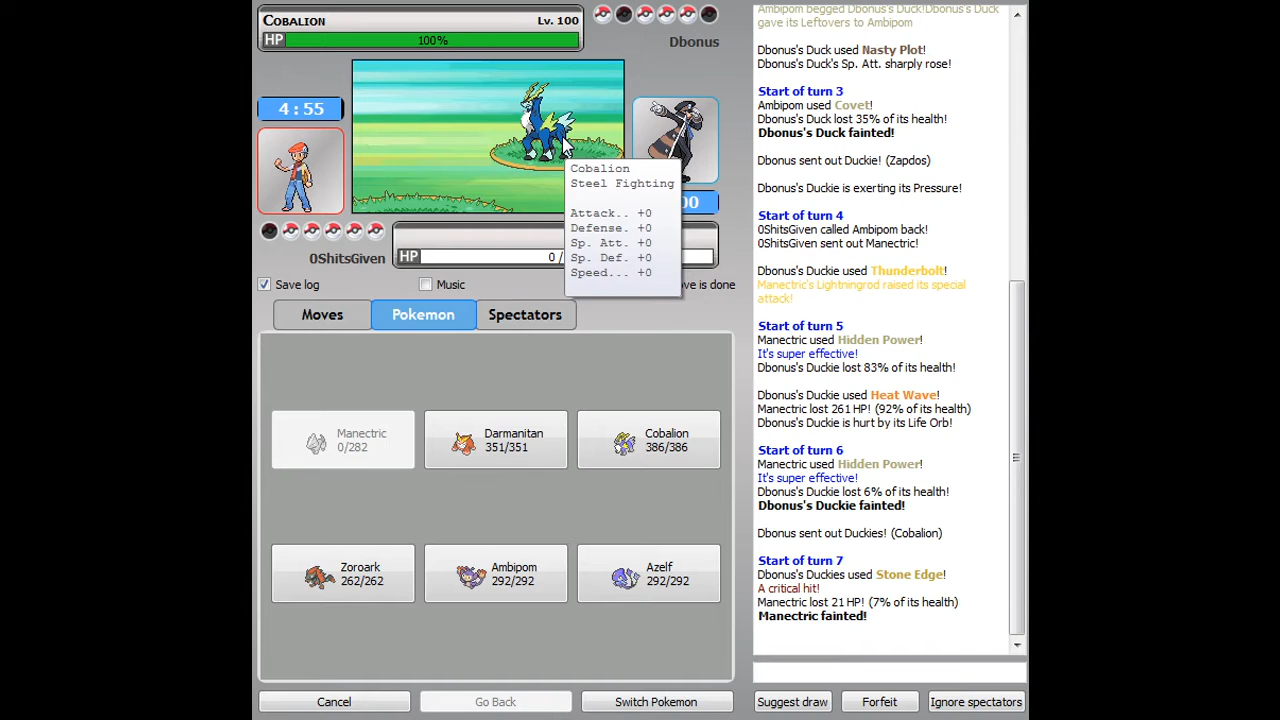 COBALION Lv. 100
HP 100%
Dbonus
4:55
Cobalion
Steel Fighting
Attack.. +0
Defense. +0
Sp. Att. +0
Sp. Def. +0
Speed... +0
00
0ShitsGiven
HP 0 /
Save log
Music
e is done
Moves
Pokemon
Spectators
Manectric
0/282
Darmanitan
351/351
Cobalion
386/386
Zoroark
262/262
Ambipom
292/292
Azelf
292/292
Cancel
Go Back
Switch Pokemon
Ambipom begged Dbonus's Duck!Dbonus's Duck
gave its Leftovers to Ambipom
Dbonus's Duck used Nasty Plot!
Dbonus's Duck's Sp. Att. sharply rose!
Start of turn 3
Ambipom used Covet!
Dbonus's Duck lost 35% of its health!
Dbonus's Duck fainted!
Dbonus sent out Duckie! (Zapdos)
Dbonus's Duckie is exerting its Pressure!
Start of turn 4
0ShitsGiven called Ambipom back!
0ShitsGiven sent out Manectric!
Dbonus's Duckie used Thunderbolt!
Manectric's Lightningrod raised its special
attack!
Start of turn 5
Manectric used Hidden Power!
It's super effective!
Dbonus's Duckie lost 83% of its health!
Dbonus's Duckie used Heat Wave!
Manectric lost 261 HP! (92% of its health)
Dbonus's Duckie is hurt by its Life Orb!
Start of turn 6
Manectric used Hidden Power!
It's super effective!
Dbonus's Duckie lost 6% of its health!
Dbonus's Duckie fainted!
Dbonus sent out Duckies! (Cobalion)
Start of turn 7
Dbonus's Duckies used Stone Edge!
A critical hit!
Manectric lost 21 HP! (7% of its health)
Manectric fainted!
Suggest draw
Forfeit
Ignore spectators